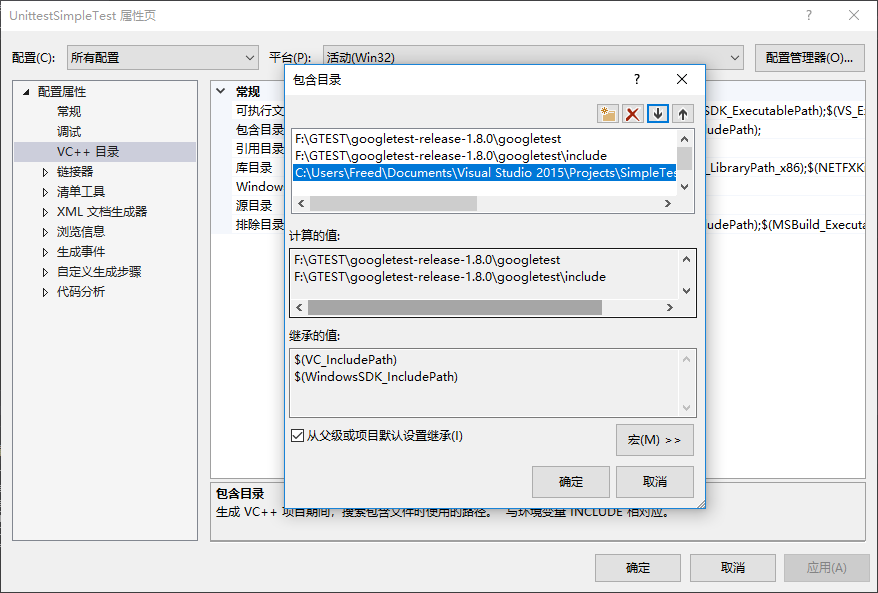 UnittestSimpleTest 属性页
配置(C): 所有配置 平台(P): 活动(Win32) 配置管理器(O)...
配置属性
常规
调试
VC++ 目录
链接器
清单工具
XML 文档生成器
浏览信息
生成事件
自定义生成步骤
代码分析
常规
可执行文 SDK_ExecutablePath);$(VS_E
包含目录 udePath);
引用目录
库目录 _LibraryPath_x86);$(NETFXK
Window
源目录
排除目录 udePath);$(MSBuild_Executa
包含目录
F:\GTEST\googletest-release-1.8.0\googletest
F:\GTEST\googletest-release-1.8.0\googletest\include
C:\Users\Freed\Documents\Visual Studio 2015\Projects\SimpleTes
计算的值:
F:\GTEST\googletest-release-1.8.0\googletest
F:\GTEST\googletest-release-1.8.0\googletest\include
继承的值:
$(VC_IncludePath)
$(WindowsSDK_IncludePath)
从父级或项目默认设置继承(I)
宏(M) >>
确定 取消
包含目录
生成 VC++ 项目期间，搜索包含文件时使用的路径。 与环境变量 INCLUDE 相对应。
确定 取消 应用(A)